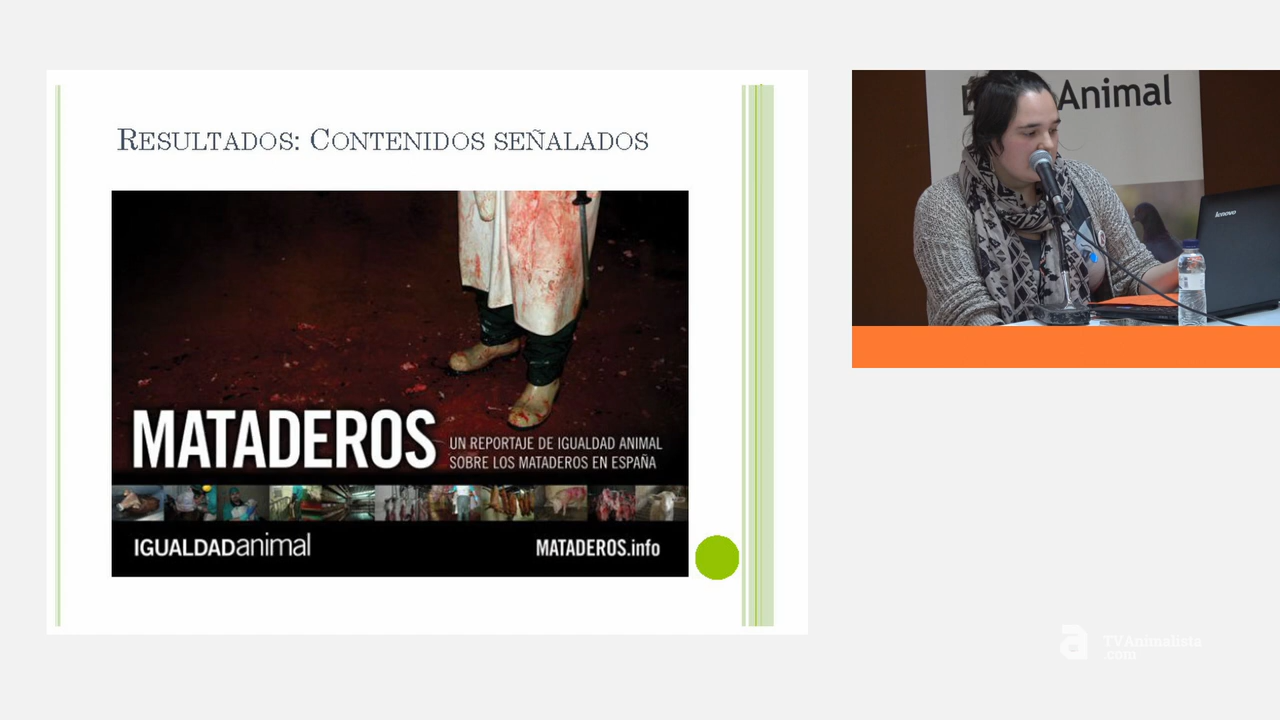 RESULTADOS: CONTENIDOS SEÑALADOS
MATADEROS
UN REPORTAJE DE IGUALDAD ANIMAL
SOBRE LOS MATADEROS EN ESPAÑA
IGUALDADanimal
MATADEROS.info
Animal
lenovo
TVAnimalista
.com